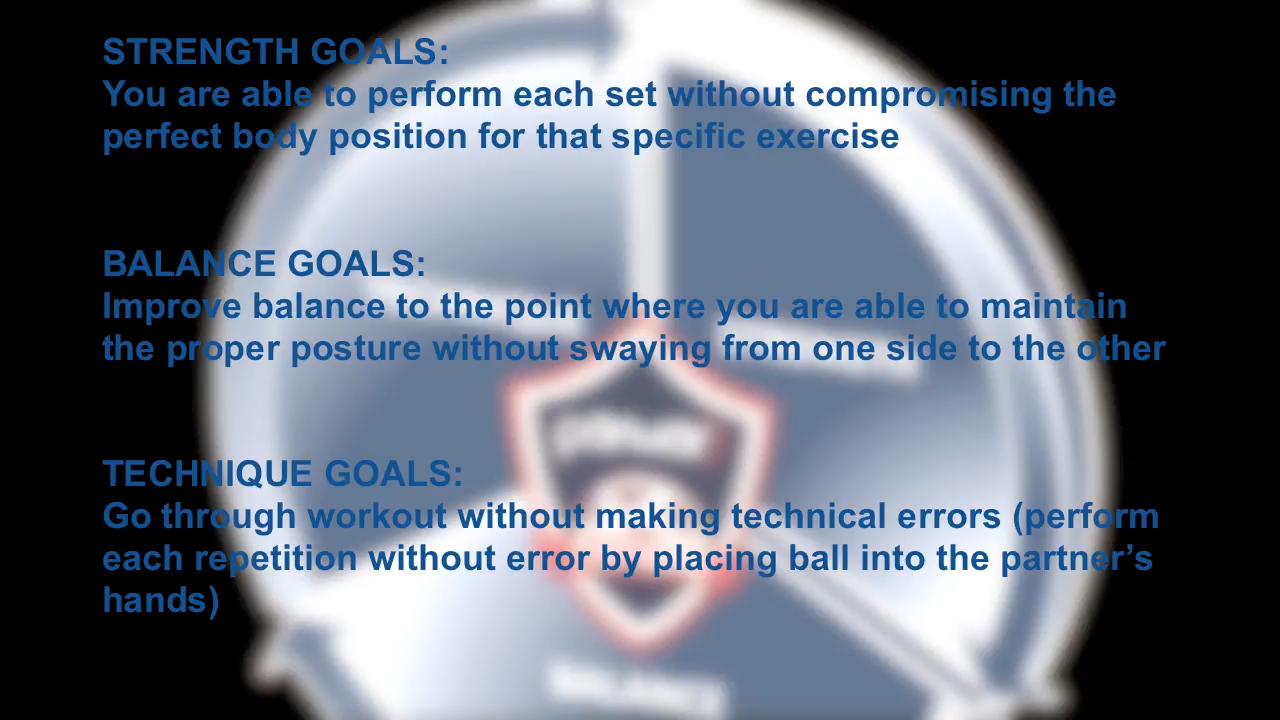 STRENGTH GOALS:
You are able to perform each set without compromising the
perfect body position for that specific exercise
BALANCE GOALS:
Improve balance to the point where you are able to maintain
the proper posture without swaying from one side to the other
TECHNIQUE GOALS:
Go through workout without making technical errors (perform
each repetition without error by placing ball into the partner’s
hands)
BALANCE